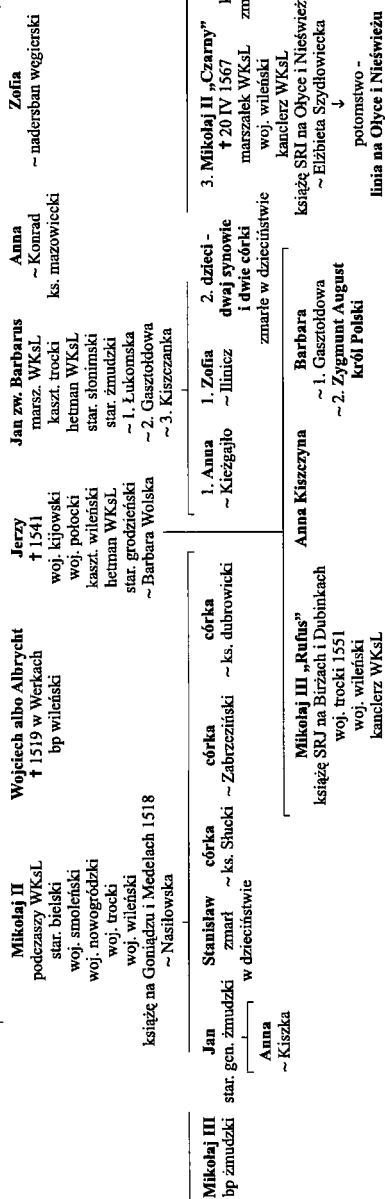 Mikołaj II
podczaszy WKsL
star. bielski
woj. smoleński
woj. nowogródzki
woj. trocki
woj. wileński
książę na Goniądzu i Medelach 1518
~ Nasiłowska
Wojciech albo Albrycht
† 1519 w Werkach
bp wileński
Jerzy
† 1541
woj. kijowski
woj. połocki
kaszt. wileński
hetman WKsL
star. grodzieński
~ Barbara Wolska
Jan zw. Barbarus
marsz. WKsL
kaszt. trocki
hetman WKsL
star. słonimski
star. żmudzki
~ 1. Łukomska
~ 2. Gasztołdowa
~ 3. Kiszczanka
Anna
~ Konrad
ks. mazowiecki
Zofia
~ nadersban węgierski
Mikołaj III
bp żmudzki
Jan
star. gen. żmudzki
Anna
~ Kiszka
Stanisław
zmarł
w dzieciństwie
córka
~ ks. Słucki
córka
~ Zabrzeziński
córka
~ ks. dubrowicki
1. Anna
~ Kieżgajło
1. Zofia
~ Ilinicz
2. dzieci -
dwaj synowie
i dwie córki
zmarłe w dzieciństwie
3. Mikołaj II „Czarny”
† 20 IV 1567
marszałek WKsL
woj. wileński
kanclerz WKsL
książę SRJ na Ołyce i Nieśwież
~ Elżbieta Szydłowiecka
↓
potomstwo -
linia na Ołyce i Nieświeżu
zm
Mikołaj III „Rufus”
książę SRJ na Birżach i Dubinkach
woj. trocki 1551
woj. wileński
kanclerz WKsL
Anna Kiszczyna
Barbara
~ 1. Gasztołdowa
~ 2. Zygmunt August
król Polski